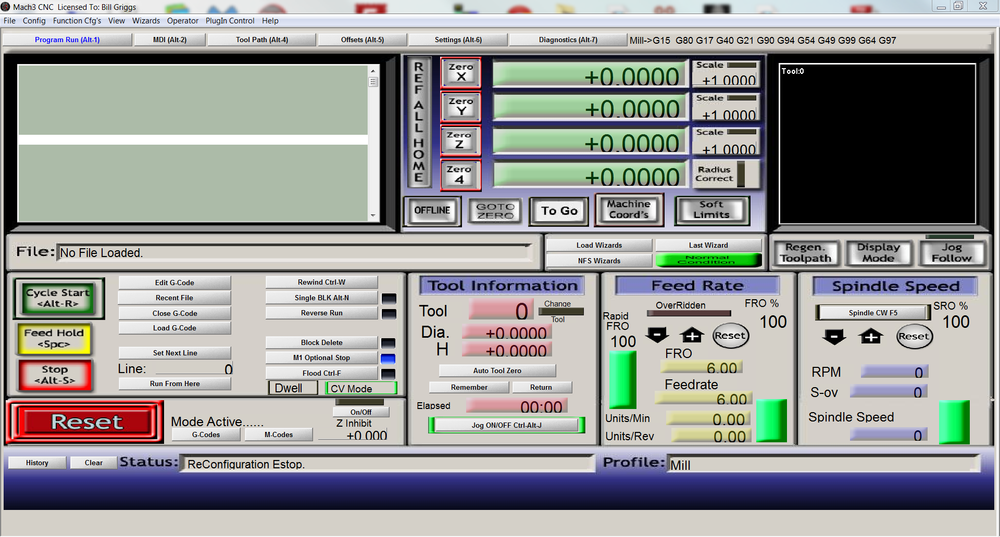 Mach3 CNC  Licensed To: Bill Griggs
File Config Function Cfg's View Wizards Operator PlugIn Control Help
Program Run (Alt-1) MDI (Alt-2) Tool Path (Alt-4) Offsets (Alt-5) Settings (Alt-6) Diagnostics (Alt-7) Mill->G15  G80 G17 G40 G21 G90 G94 G54 G49 G99 G64 G97
REF ALL HOME
Zero X +0.0000 Scale +1.0000
Zero Y +0.0000 Scale +1.0000
Zero Z +0.0000 Scale +1.0000
Zero 4 +0.0000 Radius Correct
OFFLINE GOTO ZERO To Go Machine Coord's Soft Limits
Tool:0
File: No File Loaded.
Load Wizards Last Wizard
NFS Wizards Normal Condition
Regen. Toolpath Display Mode Jog Follow
Cycle Start
<Alt-R>
Feed Hold
<Spc>
Stop
<Alt-S>
Edit G-Code
Recent File
Close G-Code
Load G-Code
Set Next Line
Line: 0
Run From Here
Rewind Ctrl-W
Single BLK Alt-N
Reverse Run
Block Delete
M1 Optional Stop
Flood Ctrl-F
Dwell CV Mode
Reset
Mode Active......
G-Codes M-Codes
On/Off
Z Inhibit
+0.000
Tool Information
Tool 0 Change Tool
Dia. +0.0000
H +0.0000
Auto Tool Zero
Remember Return
Elapsed 00:00
Jog ON/OFF Ctrl-Alt-J
Feed Rate
OverRidden FRO %
100
Rapid
FRO
100
Reset
FRO
6.00
Feedrate
6.00
Units/Min 0.00
Units/Rev 0.00
Spindle Speed
Spindle CW F5 SRO %
100
Reset
RPM 0
S-ov 0
Spindle Speed
0
History Clear Status: ReConfiguration Estop. Profile: Mill